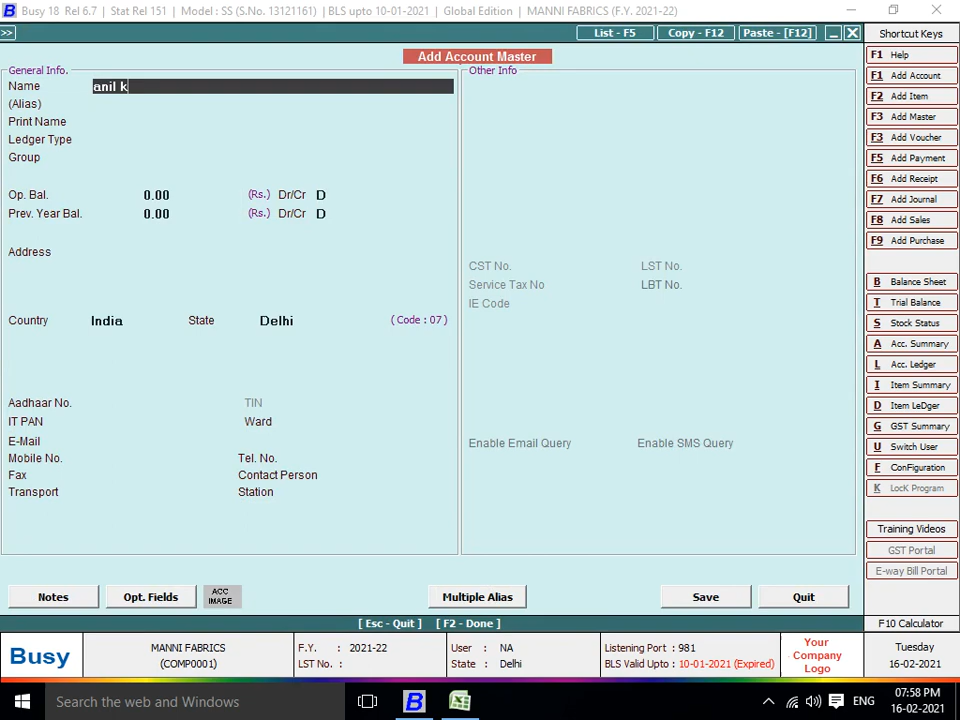 Busy 18 Rel 6.7 | Stat Rel 151 | Model : SS (S.No. 13121161) | BLS upto 10-01-2021 | Global Edition | MANNI FABRICS (F.Y. 2021-22)
>> List - F5 Copy - F12 Paste - [F12]
Shortcut Keys
Add Account Master
General Info.
Name anil k
(Alias)
Print Name
Ledger Type
Group
Op. Bal. 0.00 (Rs.) Dr/Cr D
Prev. Year Bal. 0.00 (Rs.) Dr/Cr D
Address
Country India State Delhi (Code : 07)
Aadhaar No. TIN
IT PAN Ward
E-Mail
Mobile No. Tel. No.
Fax Contact Person
Transport Station
Other Info
CST No. LST No.
Service Tax No LBT No.
IE Code
Enable Email Query Enable SMS Query
Notes Opt. Fields ACC IMAGE Multiple Alias Save Quit
[ Esc - Quit ] [ F2 - Done ]
F1 Help
F1 Add Account
F2 Add Item
F3 Add Master
F3 Add Voucher
F5 Add Payment
F6 Add Receipt
F7 Add Journal
F8 Add Sales
F9 Add Purchase
B Balance Sheet
T Trial Balance
S Stock Status
A Acc. Summary
L Acc. Ledger
I Item Summary
D Item LeDger
G GST Summary
U Switch User
F ConFiguration
K LocK Program
Training Videos
GST Portal
E-way Bill Portal
F10 Calculator
Busy
MANNI FABRICS
(COMP0001)
F.Y. : 2021-22
LST No. :
User : NA
State : Delhi
Listening Port : 981
BLS Valid Upto : 10-01-2021 (Expired)
Your
Company
Logo
Tuesday
16-02-2021
Search the web and Windows
ENG
07:58 PM
16-02-2021